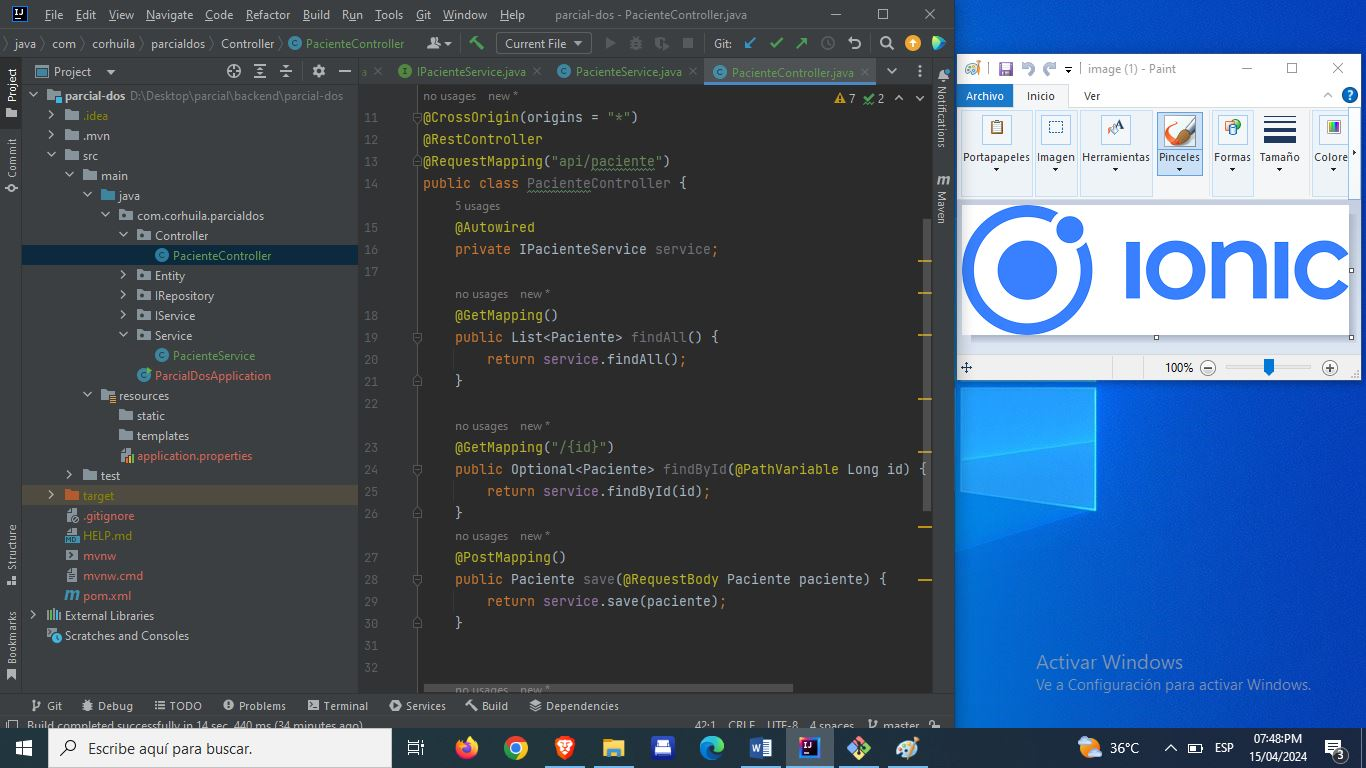 File Edit View Navigate Code Refactor Build Run Tools Git Window Help parcial-dos - PacienteController.java
java com corhuila parcialdos Controller PacienteController Current File Git:
Project
IPacienteService.java PacienteService.java PacienteController.java
Project
Commit
Structure
Bookmarks
parcial-dos D:\Desktop\parcial\backend\parcial-dos
.idea
.mvn
src
main
java
com.corhuila.parcialdos
Controller
PacienteController
Entity
IRepository
IService
Service
PacienteService
ParcialDosApplication
resources
static
templates
application.properties
test
target
.gitignore
HELP.md
mvnw
mvnw.cmd
pom.xml
External Libraries
Scratches and Consoles
no usages new *
7 2
11 @CrossOrigin(origins = "*")
12 @RestController
13 @RequestMapping("api/paciente")
14 public class PacienteController {
5 usages
15 @Autowired
16 private IPacienteService service;
17
no usages new *
18 @GetMapping()
19 public List<Paciente> findAll() {
20 return service.findAll();
21 }
22
no usages new *
23 @GetMapping("/{id}")
24 public Optional<Paciente> findById(@PathVariable Long id) {
25 return service.findById(id);
26 }
no usages new *
27 @PostMapping()
28 public Paciente save(@RequestBody Paciente paciente) {
29 return service.save(paciente);
30 }
31
32
no usages new *
Notifications
Maven
Git Debug TODO Problems Terminal Services Build Dependencies
Build completed successfully in 14 sec, 440 ms (34 minutes ago) 42:1 CRLF UTF-8 4 spaces master
image (1) - Paint
Archivo Inicio Ver
Portapapeles Imagen Herramientas Pinceles Formas Tamaño Colore
ionic
100%
Activar Windows
Ve a Configuración para activar Windows.
Escribe aquí para buscar.
36°C ESP 07:48:PM
15/04/2024
3